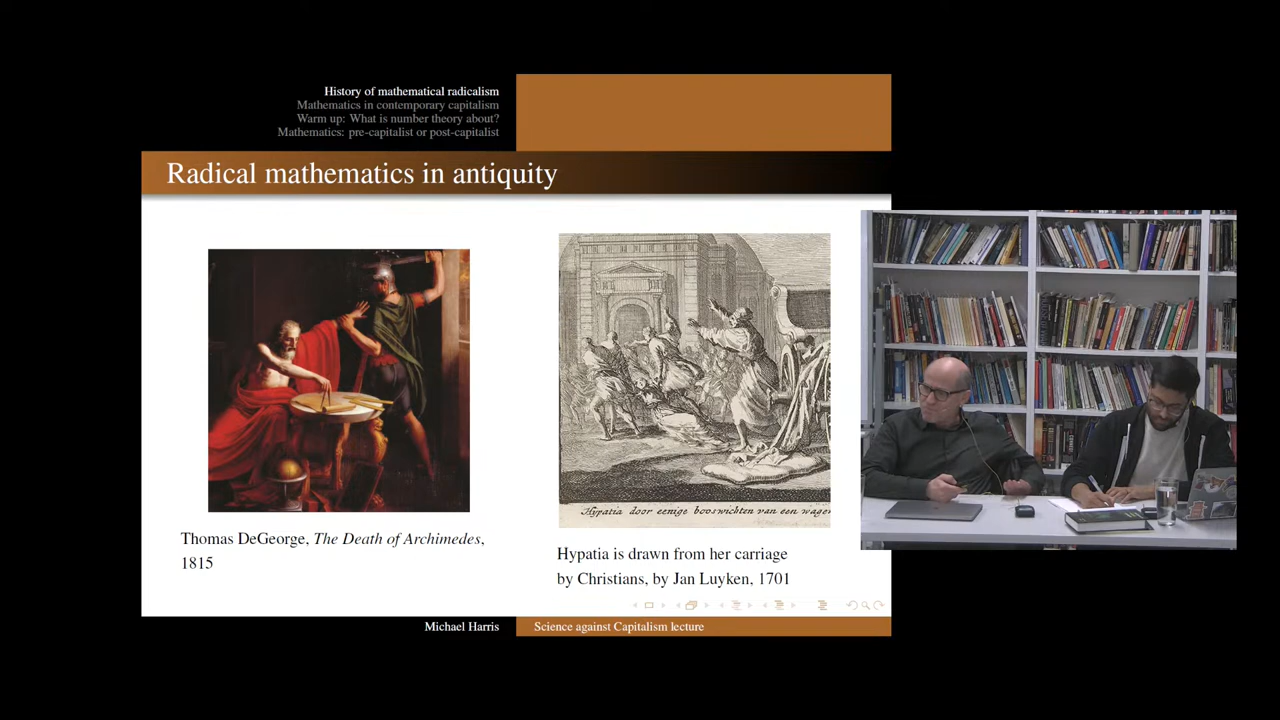 History of mathematical radicalism
Mathematics in contemporary capitalism
Warm up: What is number theory about?
Mathematics: pre-capitalist or post-capitalist
Radical mathematics in antiquity
Hypatia door eenige booswichten van een wagen
Thomas DeGeorge, The Death of Archimedes,
1815
Hypatia is drawn from her carriage
by Christians, by Jan Luyken, 1701
Michael Harris
Science against Capitalism lecture